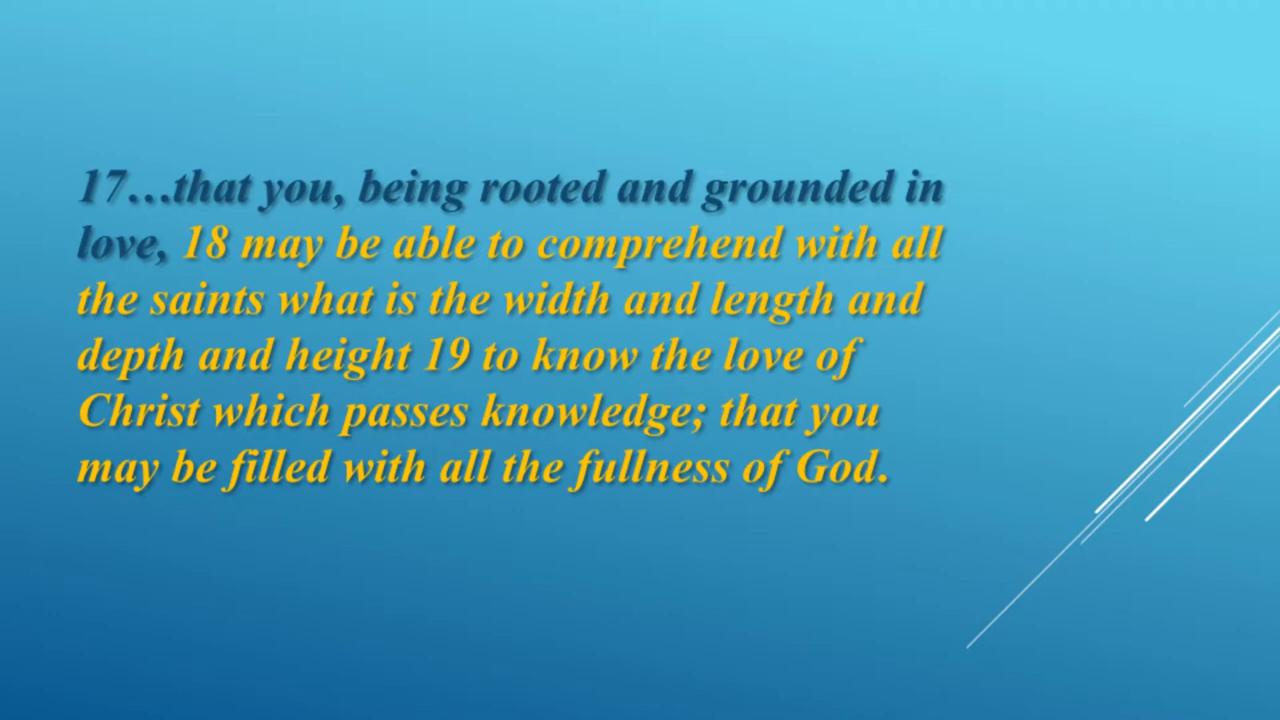 17…that you, being rooted and grounded in
love, 18 may be able to comprehend with all
the saints what is the width and length and
depth and height 19 to know the love of
Christ which passes knowledge; that you
may be filled with all the fullness of God.